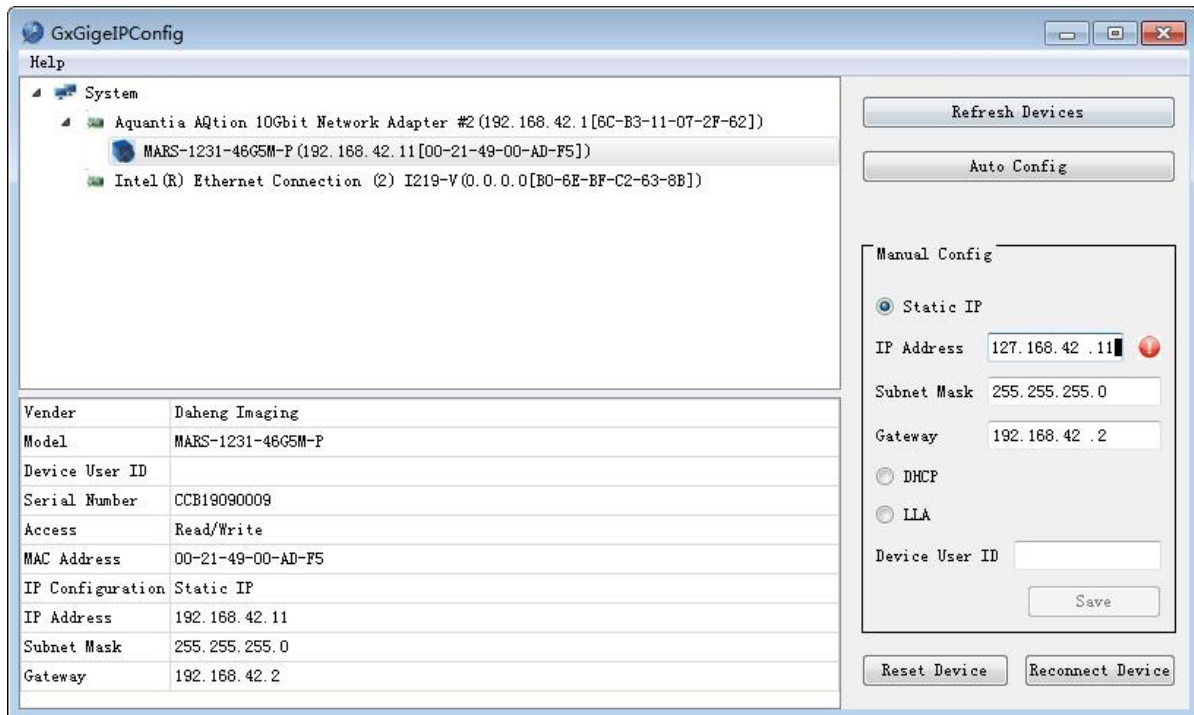 GxGigeIPConfig
Help
System
Aquantia AQtion 10Gbit Network Adapter #2(192.168.42.1[6C-B3-11-07-2F-62])
MARS-1231-46G5M-P(192.168.42.11[00-21-49-00-AD-F5])
Intel(R) Ethernet Connection (2) I219-V(0.0.0.0[B0-6E-BF-C2-63-8B])
Vender Daheng Imaging
Model MARS-1231-46G5M-P
Device User ID
Serial Number CCB19090009
Access Read/Write
MAC Address 00-21-49-00-AD-F5
IP Configuration Static IP
IP Address 192.168.42.11
Subnet Mask 255.255.255.0
Gateway 192.168.42.2
Refresh Devices
Auto Config
Manual Config
Static IP
IP Address 127.168.42 .11
Subnet Mask 255.255.255.0
Gateway 192.168.42 .2
DHCP
LLA
Device User ID
Save
Reset Device Reconnect Device